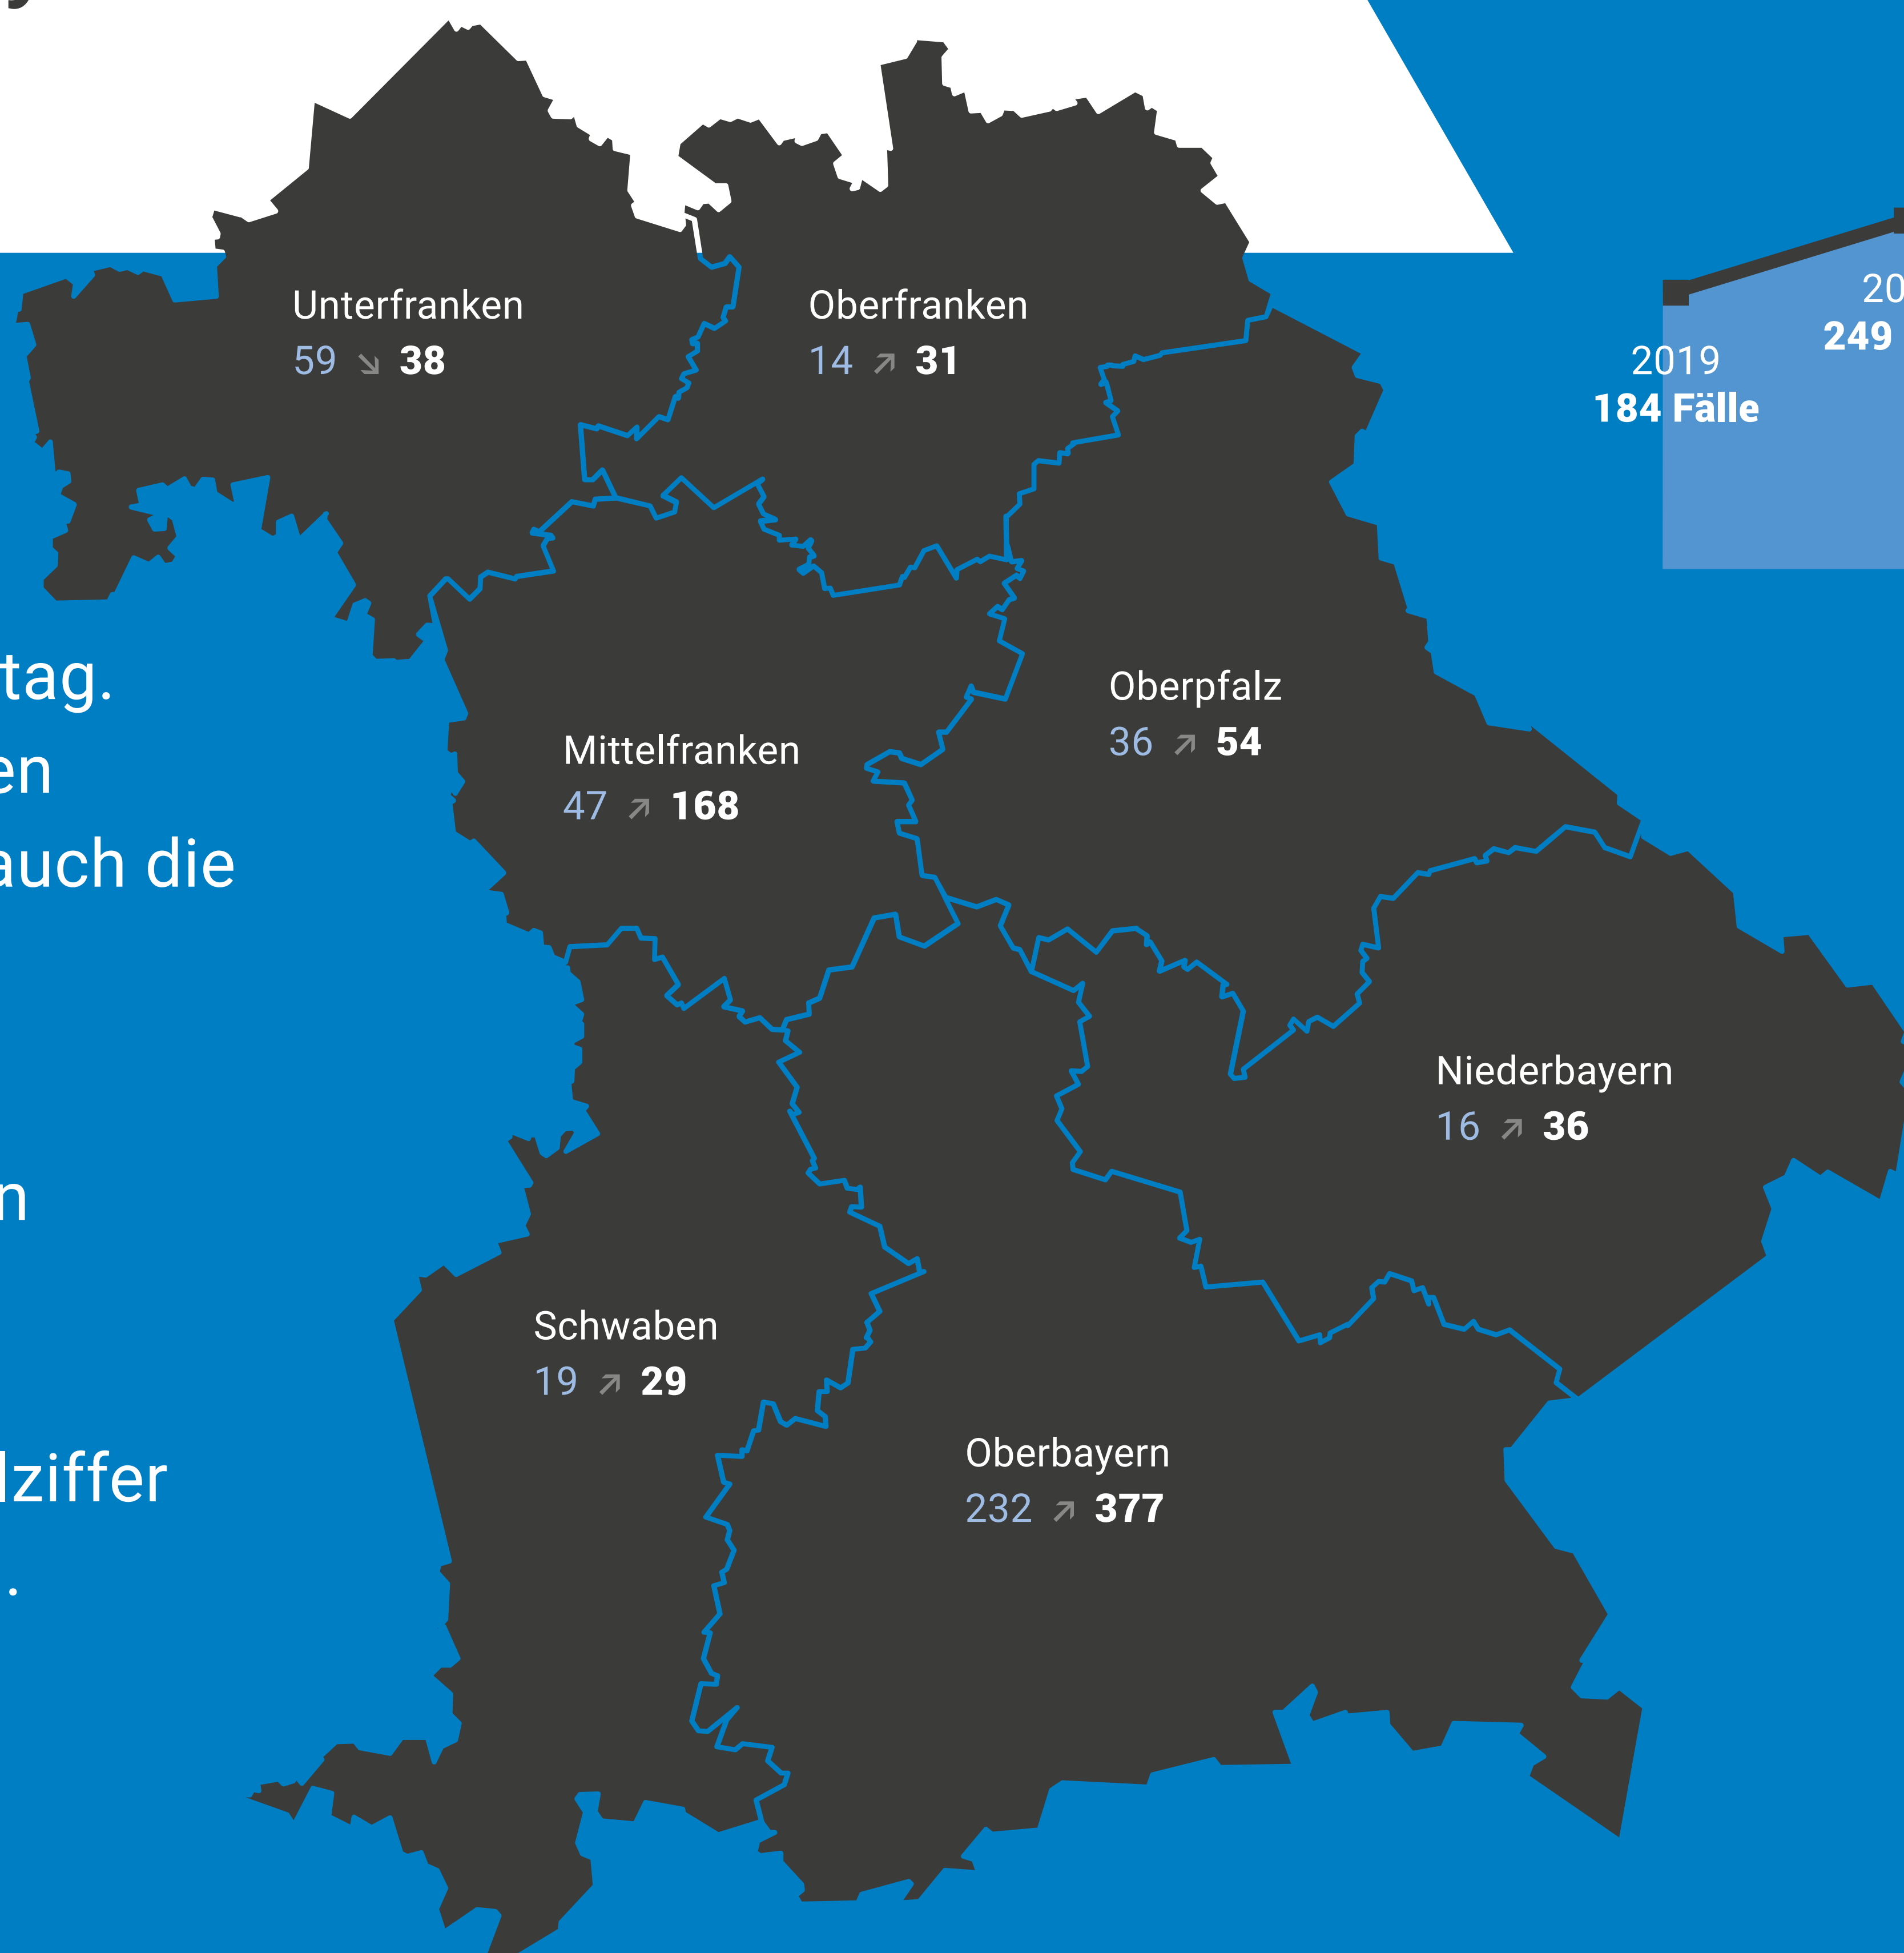 Unterfranken
59 ↘ 38
Oberfranken
14 ↗ 31
20
249
2019
184 Fälle
tag.
en
auch die
Oberpfalz
36 ↗ 54
Mittelfranken
47 ↗ 168
Niederbayern
16 ↗ 36
n
Schwaben
19 ↗ 29
lziffer
.
Oberbayern
232 ↗ 377